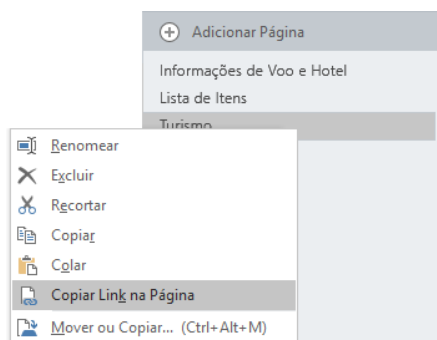 Adicionar Página
Informações de Voo e Hotel
Lista de Itens
Turismo
Renomear
Excluir
Recortar
Copiar
Colar
Copiar Link na Página
Mover ou Copiar... (Ctrl+Alt+M)